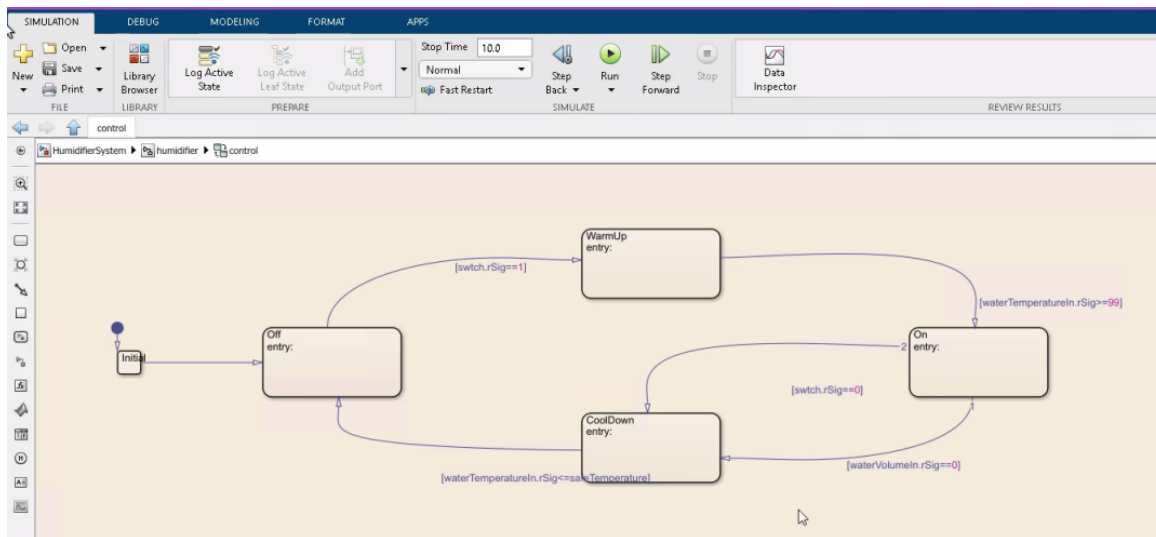 SIMULATION DEBUG MODELING FORMAT APPS
New
Open
Save
Print
FILE
Library Browser
LIBRARY
Log Active State
Log Active Leaf State
Add Output Port
PREPARE
Stop Time 10.0
Normal
Fast Restart
Step Back
Run
Step Forward
Stop
SIMULATE
Data Inspector
REVIEW RESULTS
control
HumidifierSystem humidifier control
WarmUp
entry:
[swtch.rSig==1]
[waterTemperatureIn.rSig>=99]
Initial
Off
entry:
On
entry:
2
[swtch.rSig==0]
1
CoolDown
entry:
[waterVolumeIn.rSig==0]
[waterTemperatureIn.rSig<=safeTemperature]